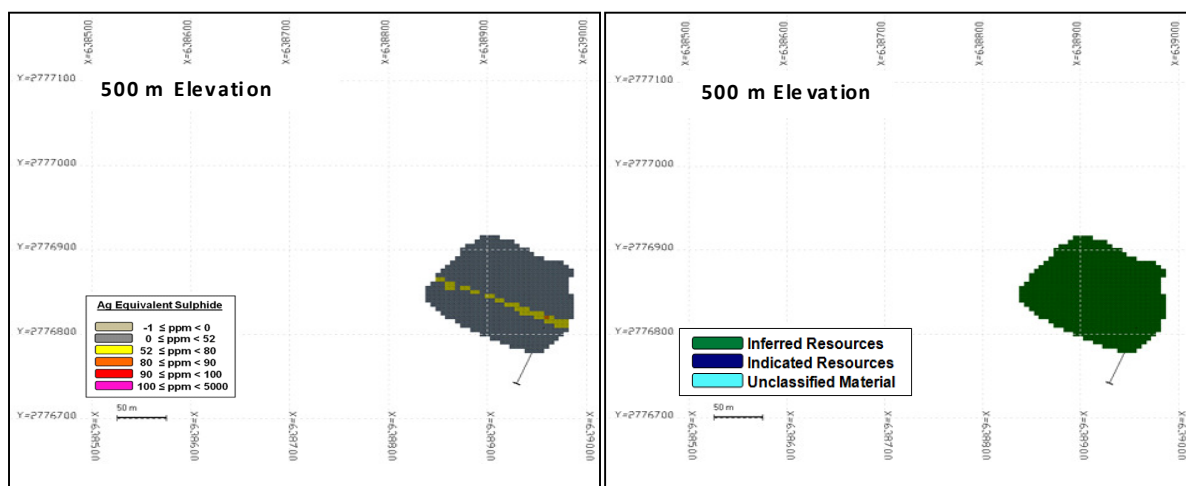 X=638500 X=638600 X=638700 X=638800 X=638900 X=639000
Y=2777100
500 m Elevation
Y=2777000
Y=2776900
Y=2776800
Ag Equivalent Sulphide
-1 ≤ ppm < 0
0 ≤ ppm < 52
52 ≤ ppm < 80
80 ≤ ppm < 90
90 ≤ ppm < 100
100 ≤ ppm < 5000
50 m
Y=2776700
X=638500 X=638600 X=638700 X=638800 X=638900 X=639000
X=638500 X=638600 X=638700 X=638800 X=638900 X=639000
Y=2777100
500 m Elevation
Y=2777000
Y=2776900
Y=2776800
Inferred Resources
Indicated Resources
Unclassified Material
50 m
Y=2776700
X=638500 X=638600 X=638700 X=638800 X=638900 X=639000